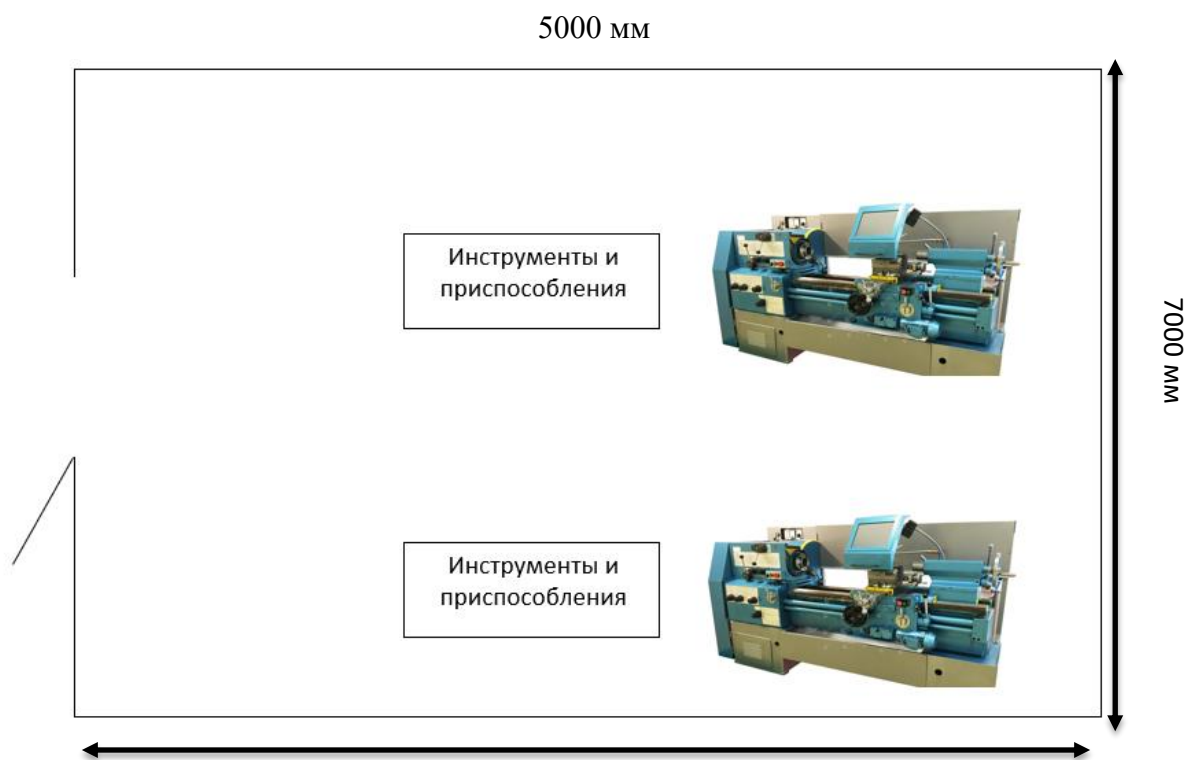 5000 мм
Инструменты и
приспособления
7000 мм
Инструменты и
приспособления